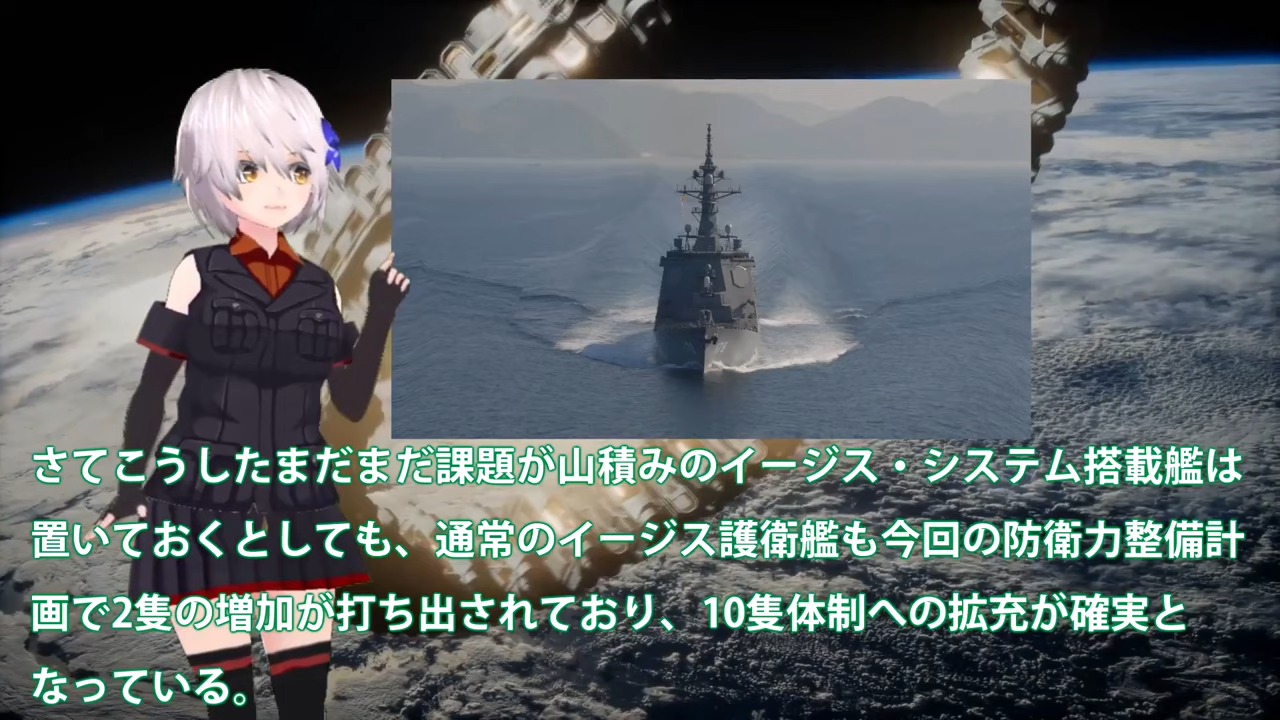 さてこうしたまだまだ課題が山積みのイージス・システム搭載艦は
置いておくとしても、通常のイージス護衛艦も今回の防衛力整備計
画で2隻の増加が打ち出されており、10隻体制への拡充が確実と
なっている。